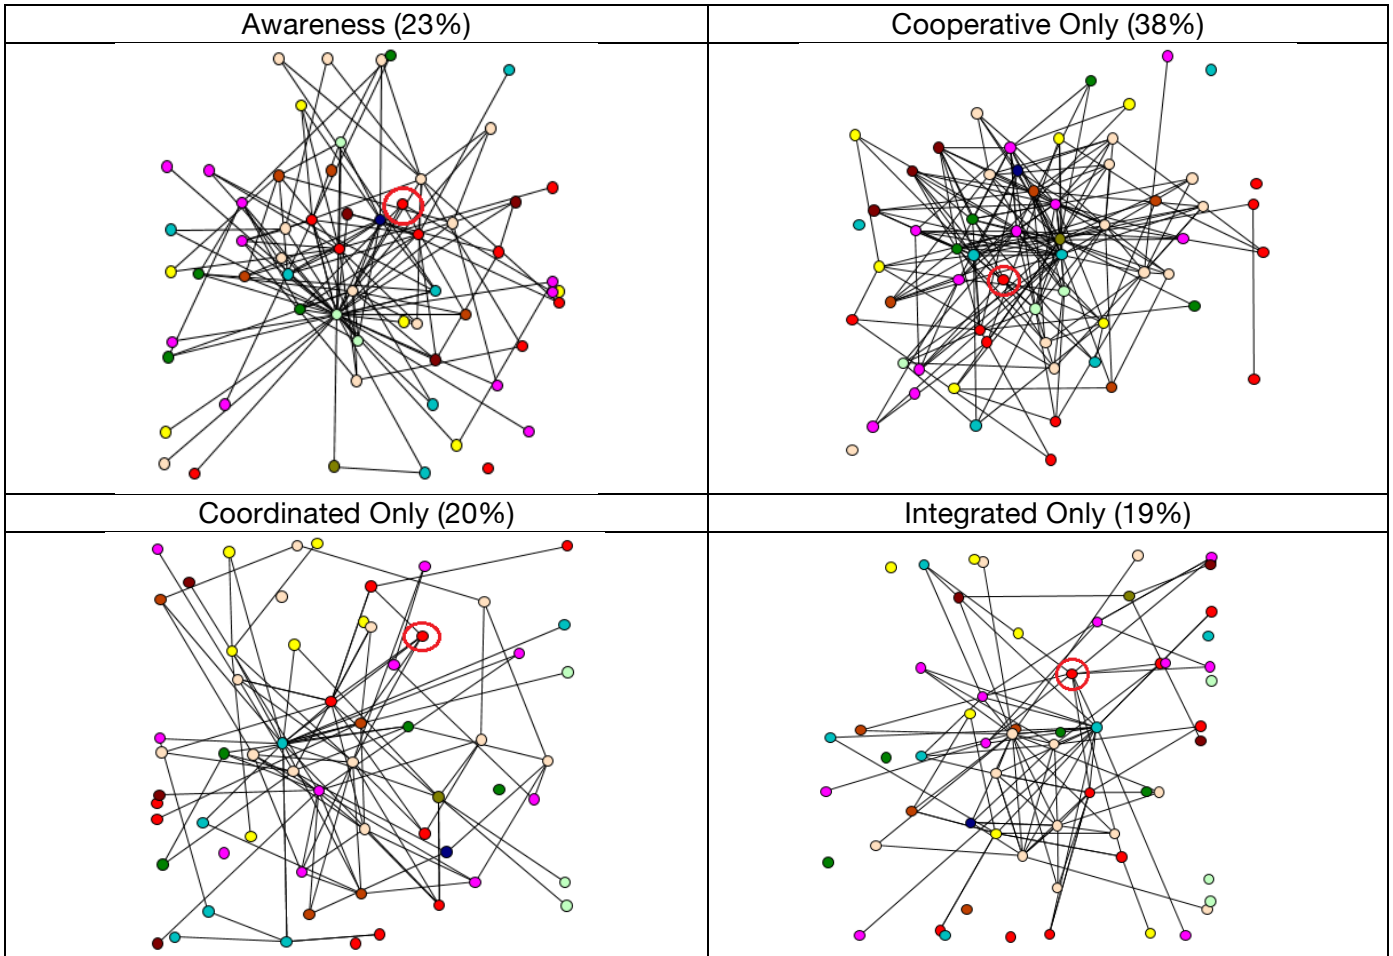 Awareness (23%)
Cooperative Only (38%)
Coordinated Only (20%)
Integrated Only (19%)